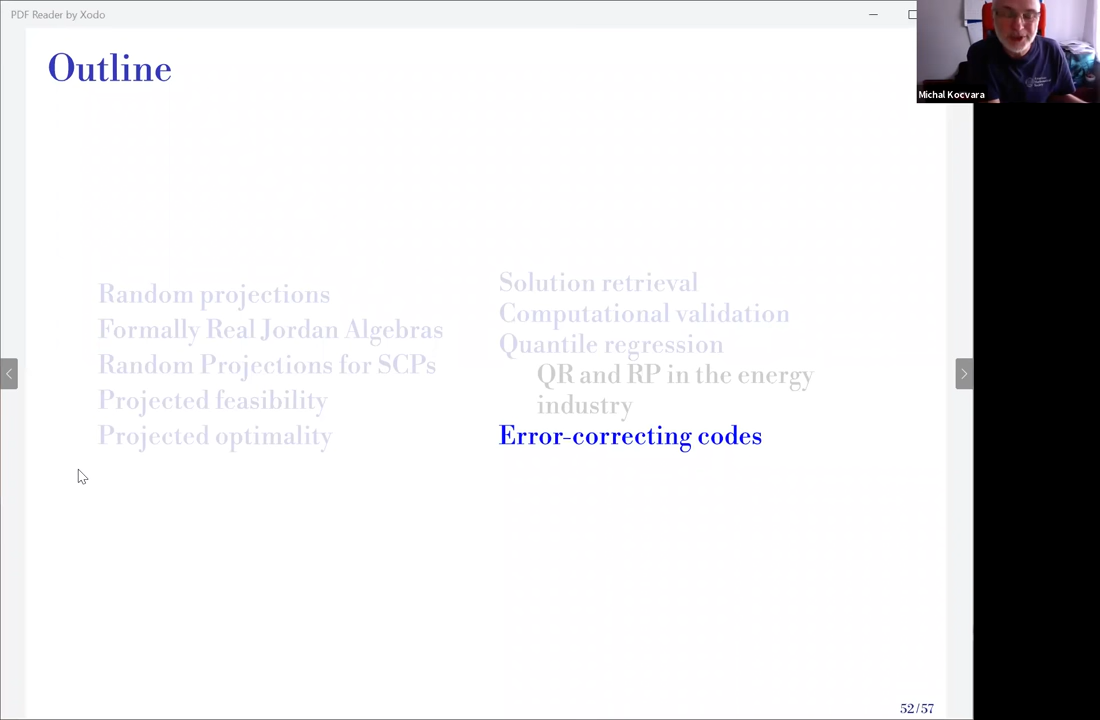 PDF Reader by Xodo
Michal Kocvara
Outline
Random projections
Formally Real Jordan Algebras
Random Projections for SCPs
Projected feasibility
Projected optimality
Solution retrieval
Computational validation
Quantile regression
QR and RP in the energy
industry
Error-correcting codes
52/57